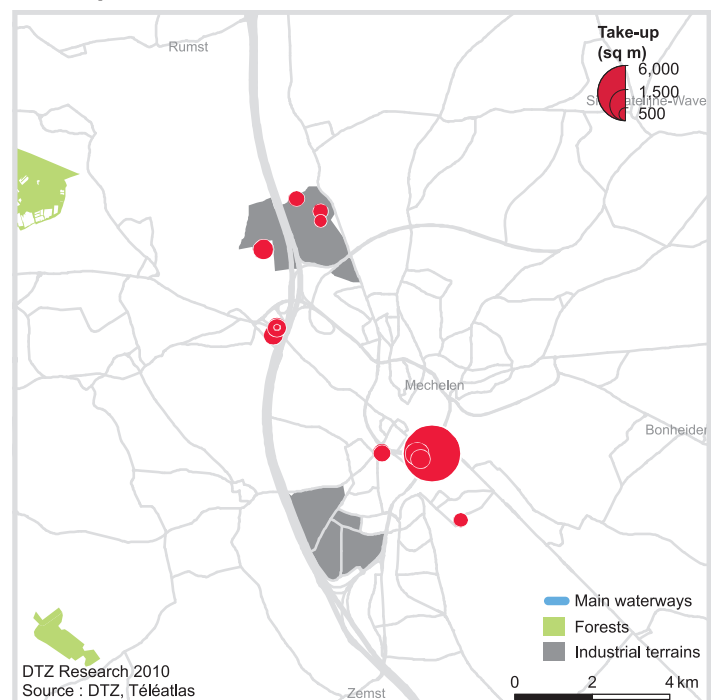 Rumst
Take-up
(sq m)
6,000
1,500
500
Mechelen
Bonheiden
Main waterways
Forests
Industrial terrains
DTZ Research 2010
Source : DTZ, Téléatlas
Zemst
0 2 4 km